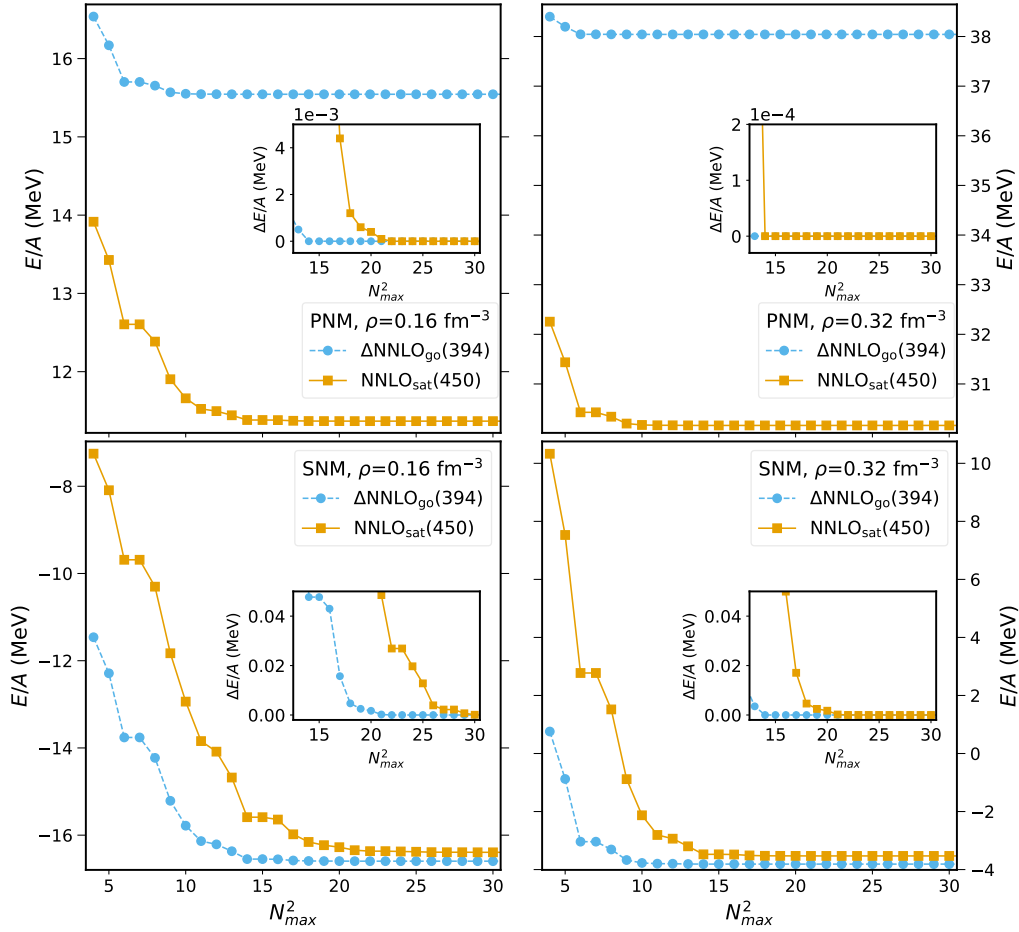 16
15
14
13
12
E/A (MeV)
1e−3
4
2
0
ΔE/A (MeV)
15
20
25
30
N²max
PNM, ρ=0.16 fm⁻³
ΔNNLOgo(394)
NNLOsat(450)
38
37
36
35
34
33
32
31
30
E/A (MeV)
1e−4
2
1
0
ΔE/A (MeV)
15
20
25
30
N²max
PNM, ρ=0.32 fm⁻³
ΔNNLOgo(394)
NNLOsat(450)
−8
−10
−12
−14
−16
E/A (MeV)
SNM, ρ=0.16 fm⁻³
ΔNNLOgo(394)
NNLOsat(450)
0.04
0.02
0.00
ΔE/A (MeV)
15
20
25
30
N²max
5
10
15
20
25
30
N²max
10
8
6
4
2
0
−2
−4
E/A (MeV)
SNM, ρ=0.32 fm⁻³
ΔNNLOgo(394)
NNLOsat(450)
0.04
0.02
0.00
ΔE/A (MeV)
15
20
25
30
N²max
5
10
15
20
25
30
N²max